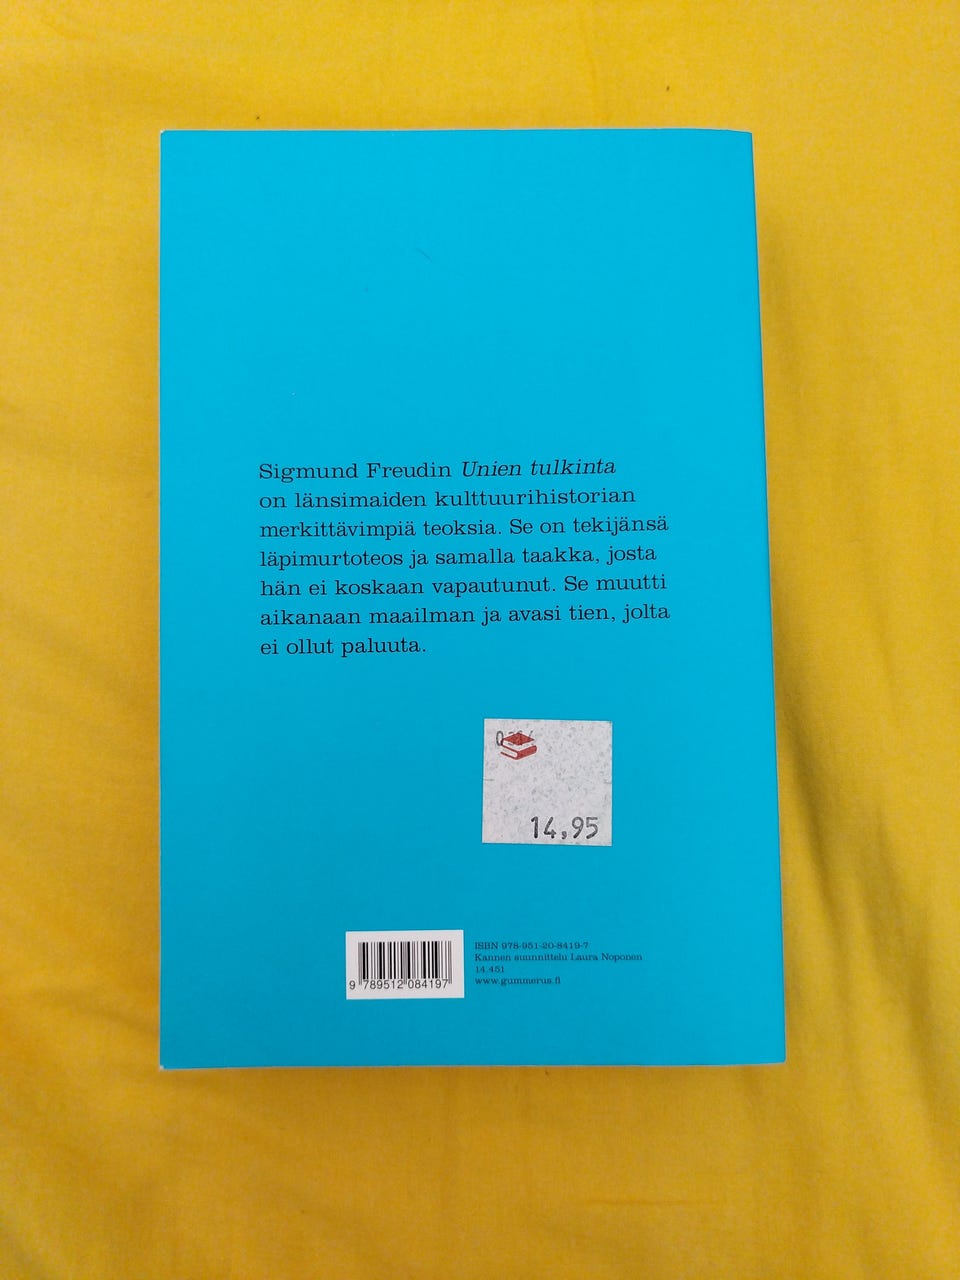 Sigmund Freudin Unien tulkinta
on länsimaiden kulttuurihistorian
merkittävimpiä teoksia. Se on tekijänsä
läpimurtoteos ja samalla taakka, josta
hän ei koskaan vapautunut. Se muutti
aikanaan maailman ja avasi tien, jolta
ei ollut paluuta.
14,95
ISBN 978-951-20-8419-7
Kannen suunnittelu Laura Noponen
14.451
www.gummerus.fi
9 789512 084197